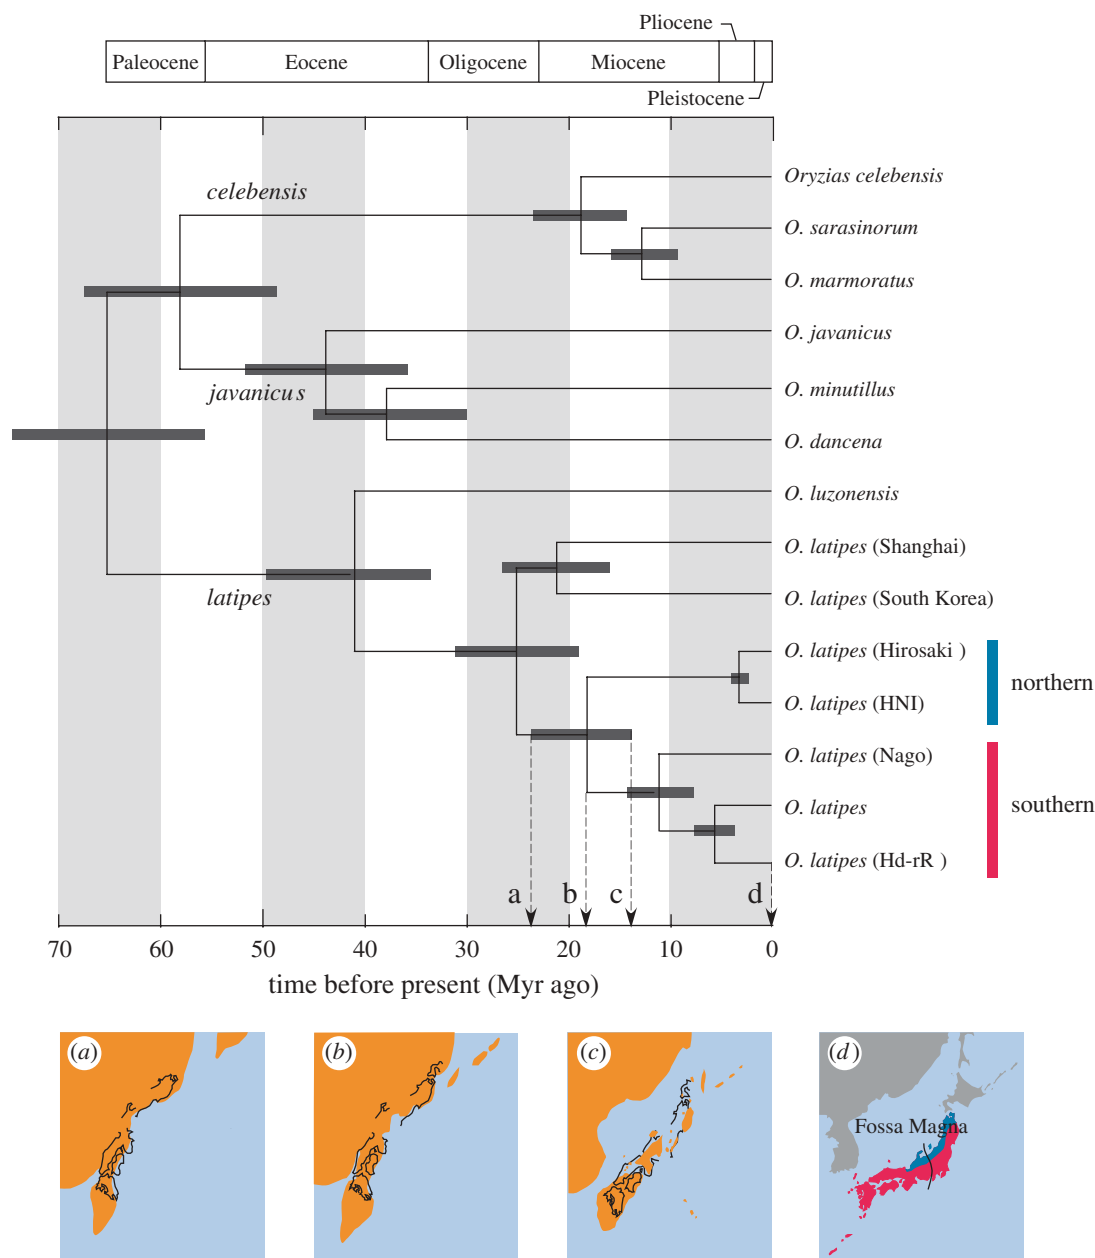 Pliocene
Paleocene Eocene Oligocene Miocene
Pleistocene
Oryzias celebensis
celebensis
O. sarasinorum
O. marmoratus
O. javanicus
javanicus
O. minutillus
O. dancena
O. luzonensis
O. latipes (Shanghai)
latipes
O. latipes (South Korea)
O. latipes (Hirosaki )
northern
O. latipes (HNI)
O. latipes (Nago)
O. latipes
southern
O. latipes (Hd-rR )
a b c d
70 60 50 40 30 20 10 0
time before present (Myr ago)
(a) (b) (c) (d)
Fossa Magna